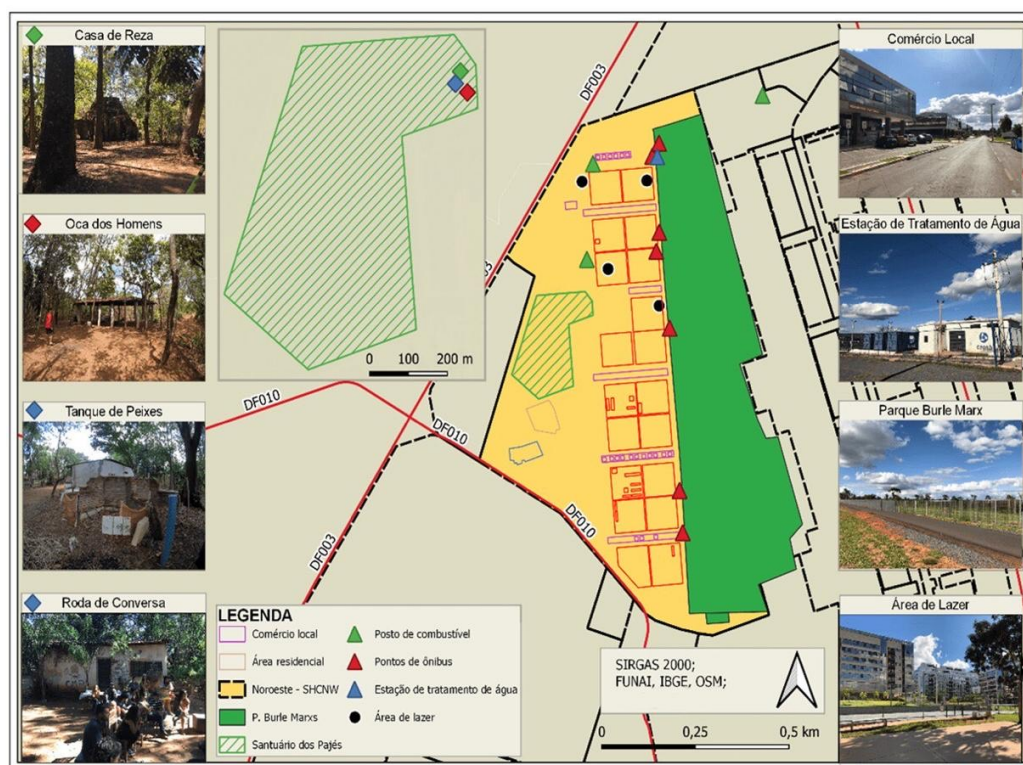 Casa de Reza
Oca dos Homens
Tanque de Peixes
Roda de Conversa
0 100 200 m
DF003
DF003
DF010
DF010
DF010
LEGENDA
Comércio local
Área residencial
Noroeste - SHCNW
P. Burle Marxs
Santuário dos Pajés
Posto de combustível
Pontos de ônibus
Estação de tratamento de água
Área de lazer
SIRGAS 2000;
FUNAI, IBGE, OSM;
0 0,25 0,5 km
Comércio Local
Estação de Tratamento de Água
Parque Burle Marx
Área de Lazer